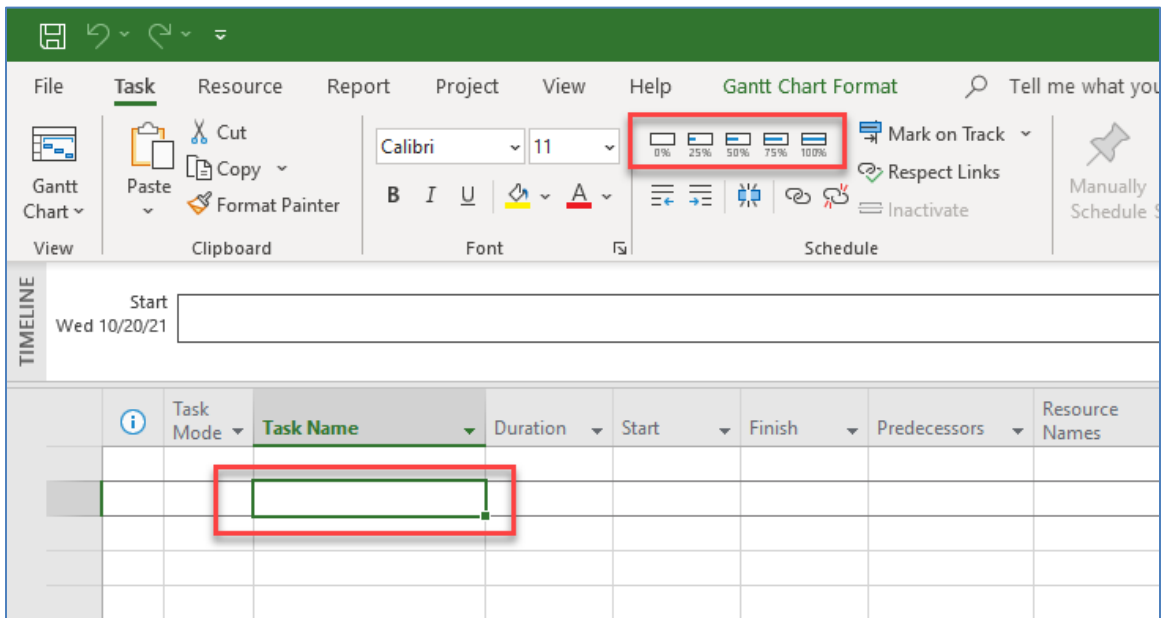 File Task Resource Report Project View Help Gantt Chart Format Tell me what you
Gantt
Chart
View
Paste
Cut
Copy
Format Painter
Clipboard
Calibri 11
B I U A
Font
0% 25% 50% 75% 100%
Mark on Track
Respect Links
Inactivate
Schedule
Manually
Schedule
TIMELINE
Start
Wed 10/20/21
Task
Mode
Task Name
Duration
Start
Finish
Predecessors
Resource
Names